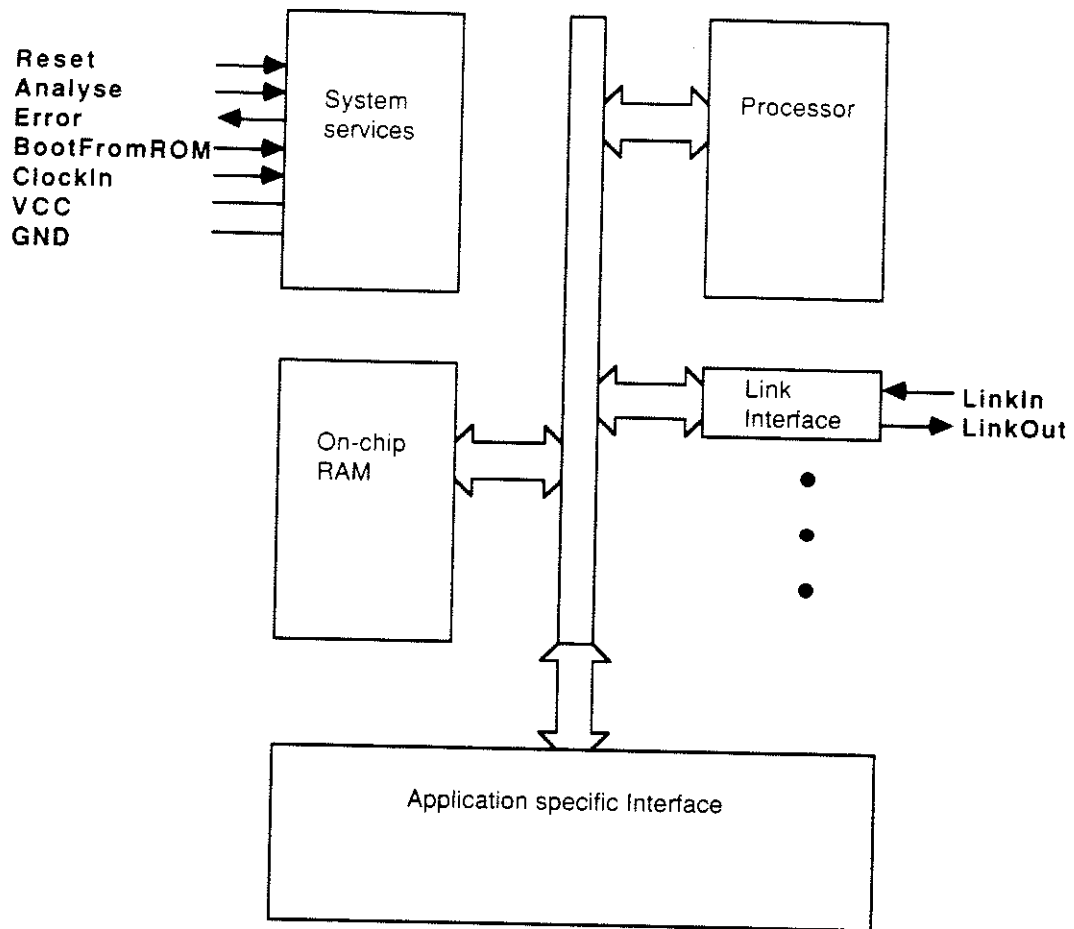 Reset
Analyse
Error
BootFromROM
ClockIn
VCC
GND
System
services
Processor
Link
Interface
LinkIn
LinkOut
On-chip
RAM
Application specific Interface